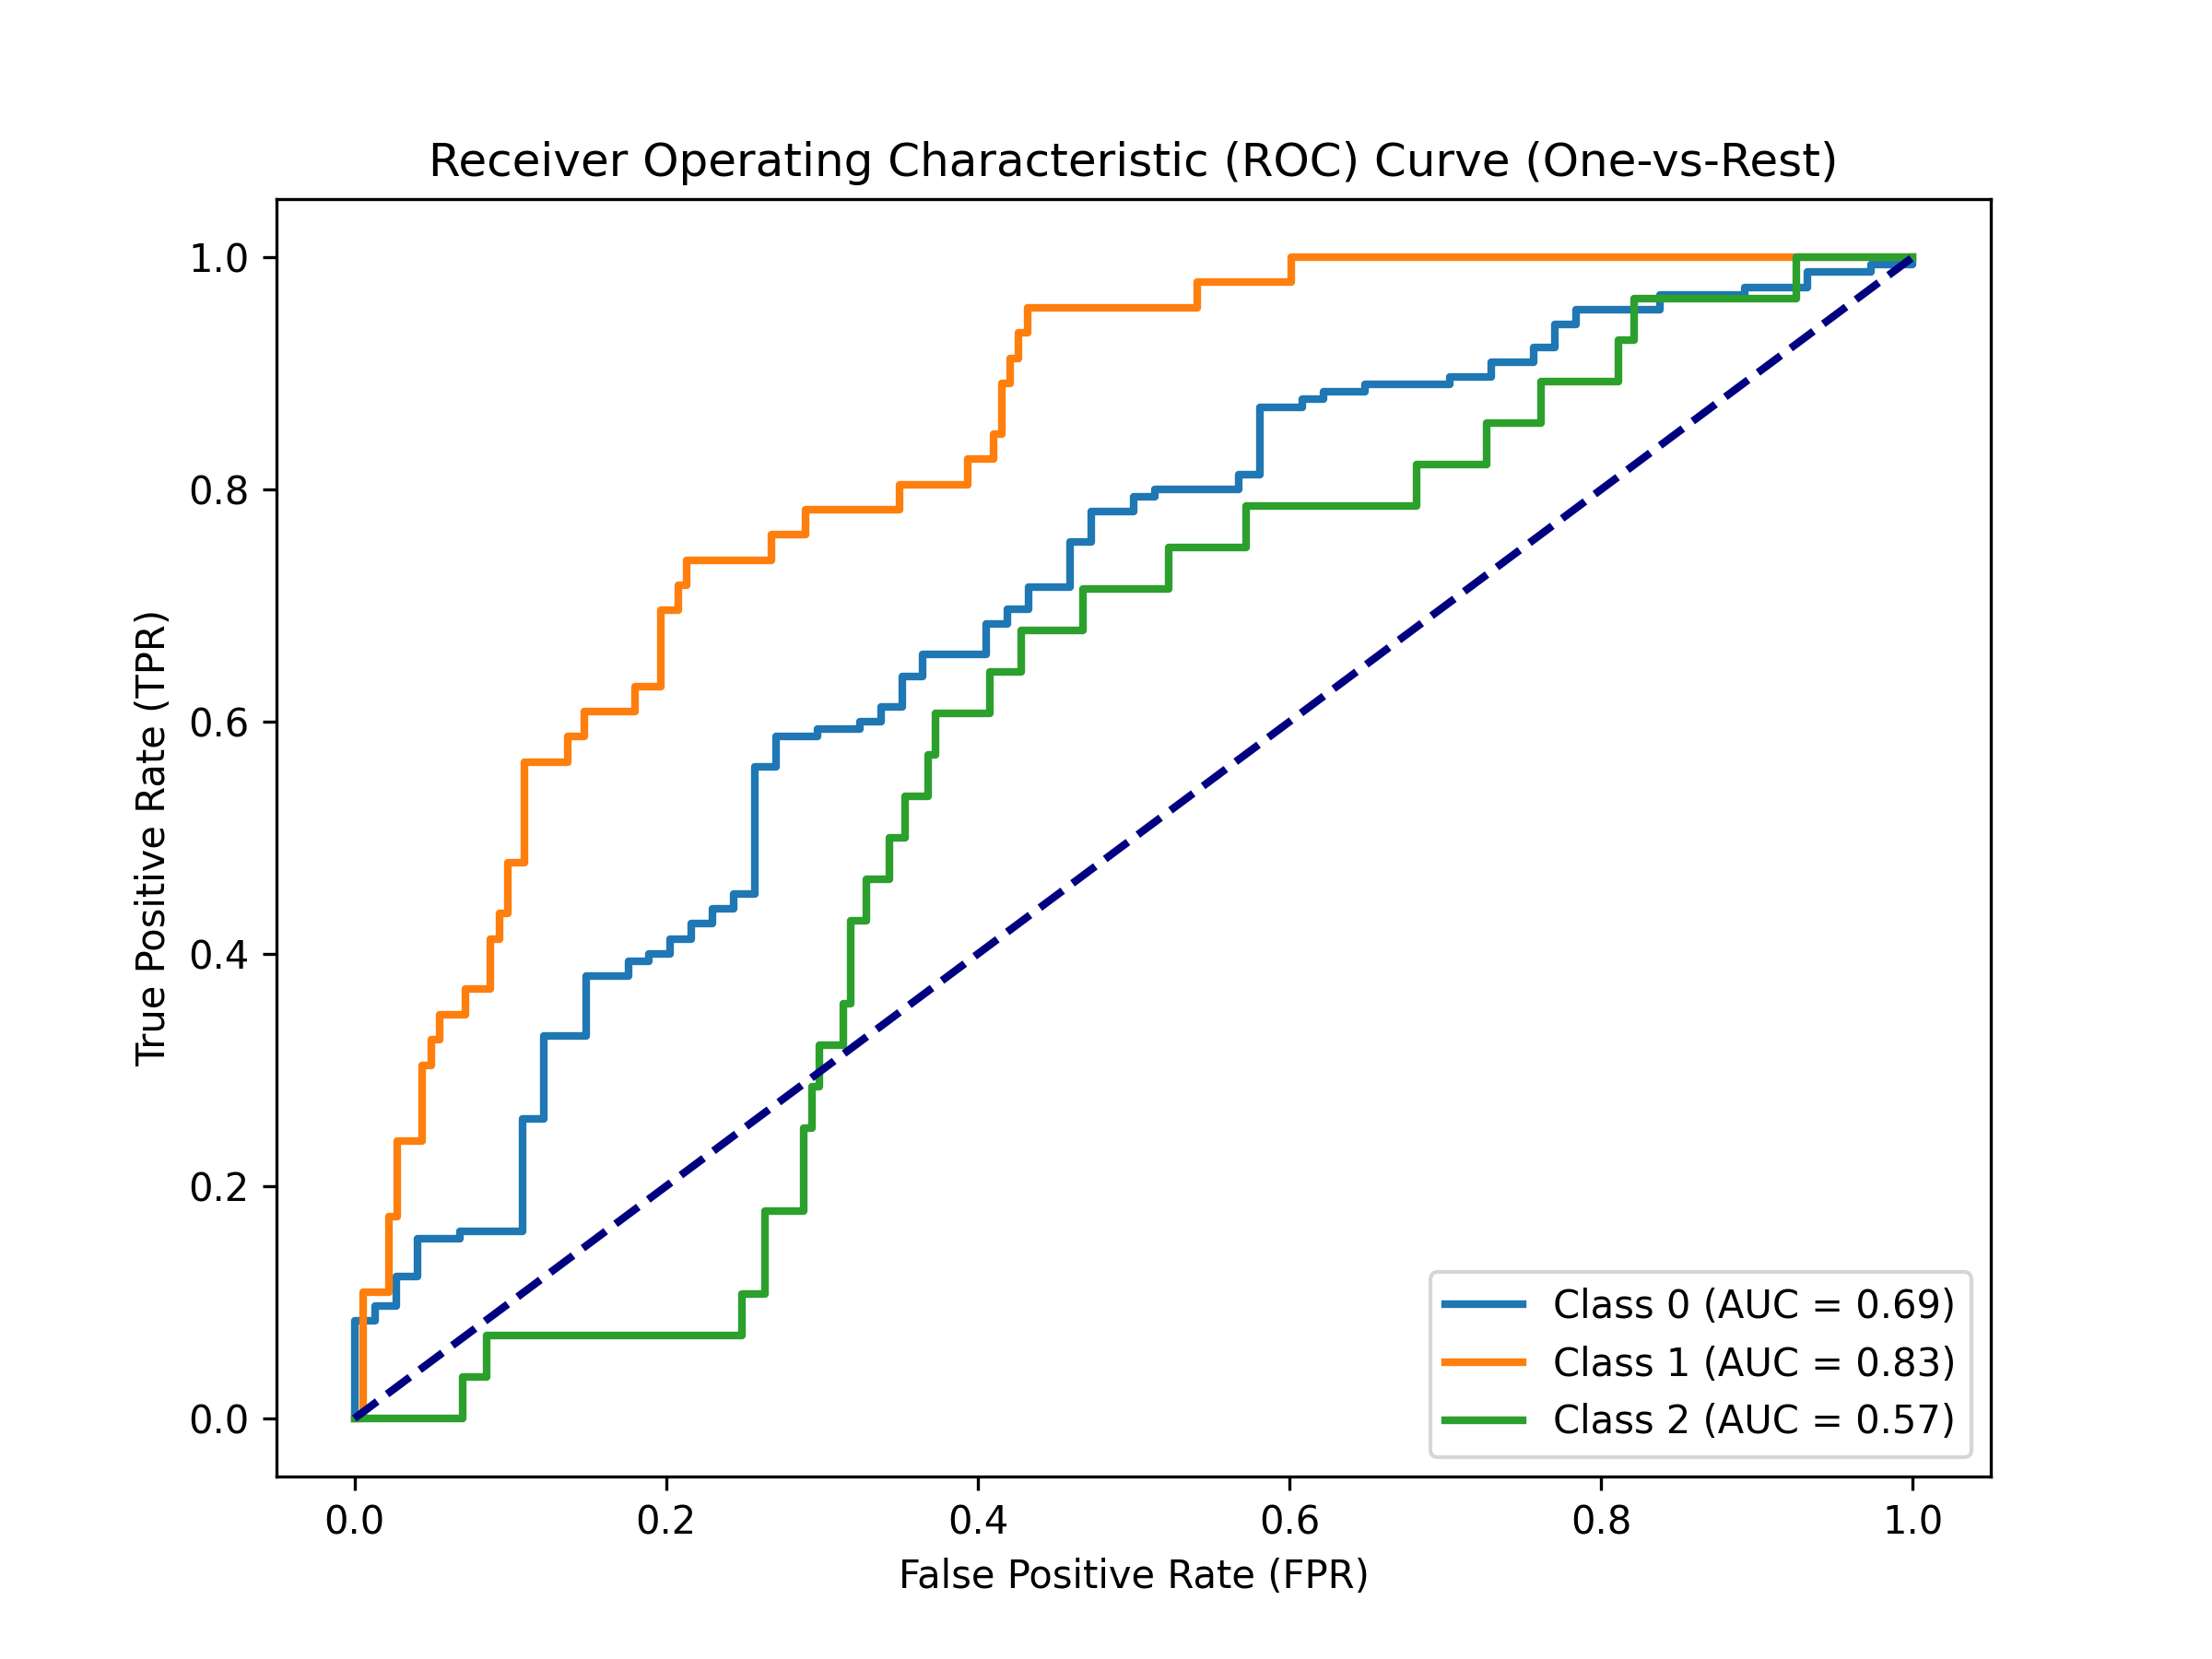 Receiver Operating Characteristic (ROC) Curve (One-vs-Rest)
True Positive Rate (TPR)
1.0
0.8
0.6
0.4
0.2
0.0
0.0 0.2 0.4 0.6 0.8 1.0
False Positive Rate (FPR)
Class 0 (AUC = 0.69)
Class 1 (AUC = 0.83)
Class 2 (AUC = 0.57)